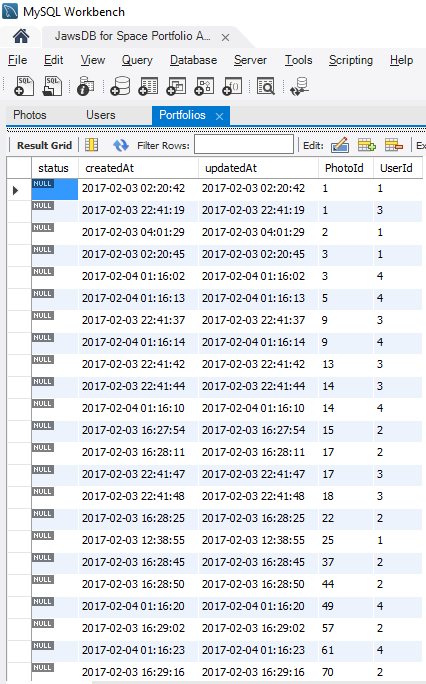 MySQL Workbench
JawsDB for Space Portfolio A... ×
File Edit View Query Database Server Tools Scripting Help
Photos Users Portfolios ×
Result Grid Filter Rows: Edit: Ex
status createdAt updatedAt PhotoId UserId
NULL 2017-02-03 02:20:42 2017-02-03 02:20:42 1 1
NULL 2017-02-03 22:41:19 2017-02-03 22:41:19 1 3
NULL 2017-02-03 04:01:29 2017-02-03 04:01:29 2 1
NULL 2017-02-03 02:20:45 2017-02-03 02:20:45 3 1
NULL 2017-02-04 01:16:02 2017-02-04 01:16:02 3 4
NULL 2017-02-04 01:16:13 2017-02-04 01:16:13 5 4
NULL 2017-02-03 22:41:37 2017-02-03 22:41:37 9 3
NULL 2017-02-04 01:16:14 2017-02-04 01:16:14 9 4
NULL 2017-02-03 22:41:42 2017-02-03 22:41:42 13 3
NULL 2017-02-03 22:41:44 2017-02-03 22:41:44 14 3
NULL 2017-02-04 01:16:10 2017-02-04 01:16:10 14 4
NULL 2017-02-03 16:27:54 2017-02-03 16:27:54 15 2
NULL 2017-02-03 16:28:11 2017-02-03 16:28:11 17 2
NULL 2017-02-03 22:41:47 2017-02-03 22:41:47 17 3
NULL 2017-02-03 22:41:48 2017-02-03 22:41:48 18 3
NULL 2017-02-03 16:28:25 2017-02-03 16:28:25 22 2
NULL 2017-02-03 12:38:55 2017-02-03 12:38:55 25 1
NULL 2017-02-03 16:28:45 2017-02-03 16:28:45 37 2
NULL 2017-02-03 16:28:50 2017-02-03 16:28:50 44 2
NULL 2017-02-04 01:16:20 2017-02-04 01:16:20 49 4
NULL 2017-02-03 16:29:02 2017-02-03 16:29:02 57 2
NULL 2017-02-04 01:16:23 2017-02-04 01:16:23 61 4
NULL 2017-02-03 16:29:16 2017-02-03 16:29:16 70 2